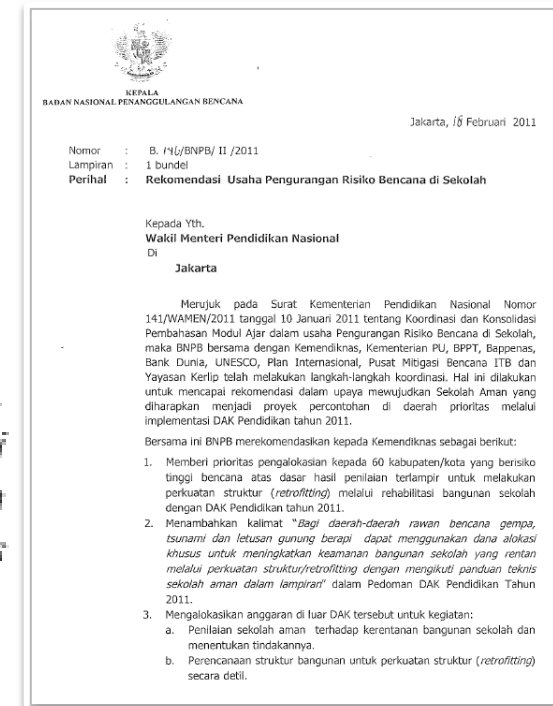 KEPALA
BADAN NASIONAL PENANGGULANGAN BENCANA
Jakarta, 18 Februari 2011
Nomor : B. /BNPB/ II /2011
Lampiran : 1 bundel
Perihal : Rekomendasi Usaha Pengurangan Risiko Bencana di Sekolah
Kepada Yth.
Wakil Menteri Pendidikan Nasional
Di
Jakarta
Merujuk pada Surat Kementerian Pendidikan Nasional Nomor
141/WAMEN/2011 tanggal 10 Januari 2011 tentang Koordinasi dan Konsolidasi
Pembahasan Modul Ajar dalam usaha Pengurangan Risiko Bencana di Sekolah,
maka BNPB bersama dengan Kemendiknas, Kementerian PU, BPPT, Bappenas,
Bank Dunia, UNESCO, Plan Internasional, Pusat Mitigasi Bencana ITB dan
Yayasan Kerlip telah melakukan langkah-langkah koordinasi. Hal ini dilakukan
untuk mencapai rekomendasi dalam upaya mewujudkan Sekolah Aman yang
diharapkan menjadi proyek percontohan di daerah prioritas melalui
implementasi DAK Pendidikan tahun 2011.
Bersama ini BNPB merekomendasikan kepada Kemendiknas sebagai berikut:
1. Memberi prioritas pengalokasian kepada 60 kabupaten/kota yang berisiko
tinggi bencana atas dasar hasil penilaian terlampir untuk melakukan
perkuatan struktur (retrofitting) melalui rehabilitasi bangunan sekolah
dengan DAK Pendidikan tahun 2011.
2. Menambahkan kalimat "Bagi daerah-daerah rawan bencana gempa,
tsunami dan letusan gunung berapi dapat menggunakan dana alokasi
khusus untuk meningkatkan keamanan bangunan sekolah yang rentan
melalui perkuatan struktur/retrofitting dengan mengikuti panduan teknis
sekolah aman dalam lampiran" dalam Pedoman DAK Pendidikan Tahun
2011.
3. Mengalokasikan anggaran di luar DAK tersebut untuk kegiatan:
a. Penilaian sekolah aman terhadap kerentanan bangunan sekolah dan
menentukan tindakannya.
b. Perencanaan struktur bangunan untuk perkuatan struktur (retrofitting)
secara detil.